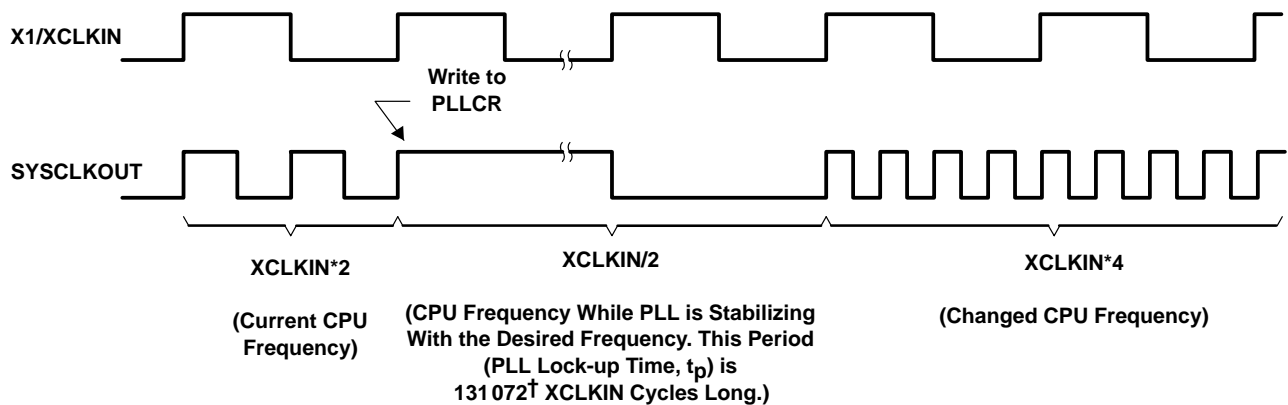 X1/XCLKIN
Write to
PLLCR
SYSCLKOUT
XCLKIN*2
(Current CPU
Frequency)
XCLKIN/2
(CPU Frequency While PLL is Stabilizing
With the Desired Frequency. This Period
(PLL Lock-up Time, tp) is
131 072† XCLKIN Cycles Long.)
XCLKIN*4
(Changed CPU Frequency)